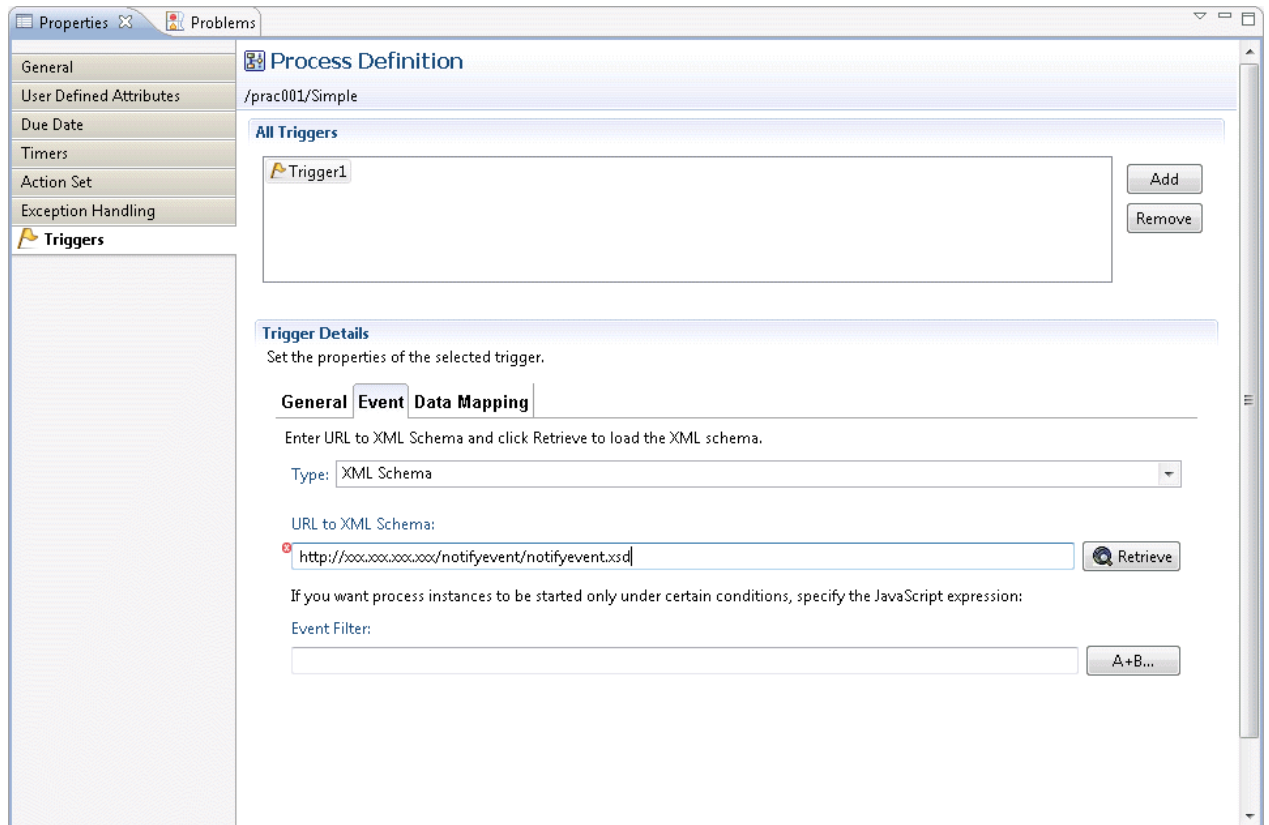 Properties
Problems
General
User Defined Attributes
Due Date
Timers
Action Set
Exception Handling
Triggers
Process Definition
/prac001/Simple
All Triggers
Trigger1
Add
Remove
Trigger Details
Set the properties of the selected trigger.
General Event Data Mapping
Enter URL to XML Schema and click Retrieve to load the XML schema.
Type: XML Schema
URL to XML Schema:
http://xxx.xxx.xxx.xxx/notifyevent/notifyevent.xsd
Retrieve
If you want process instances to be started only under certain conditions, specify the JavaScript expression:
Event Filter:
A+B...